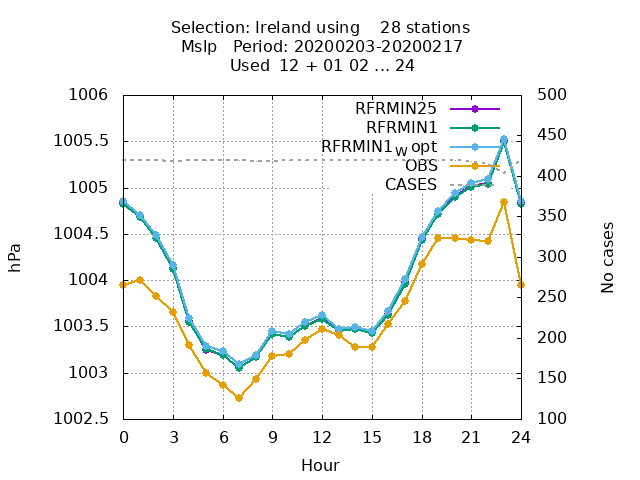 Selection: Ireland using 28 stations
Mslp Period: 20200203-20200217
Used 12 + 01 02 ... 24
1006
1005.5
1005
1004.5
1004
1003.5
1003
1002.5
500
450
400
350
300
250
200
150
100
RFRMIN25
RFRMIN1
RFRMIN1W opt
OBS
CASES
hPa
No cases
0 3 6 9 12 15 18 21 24
Hour